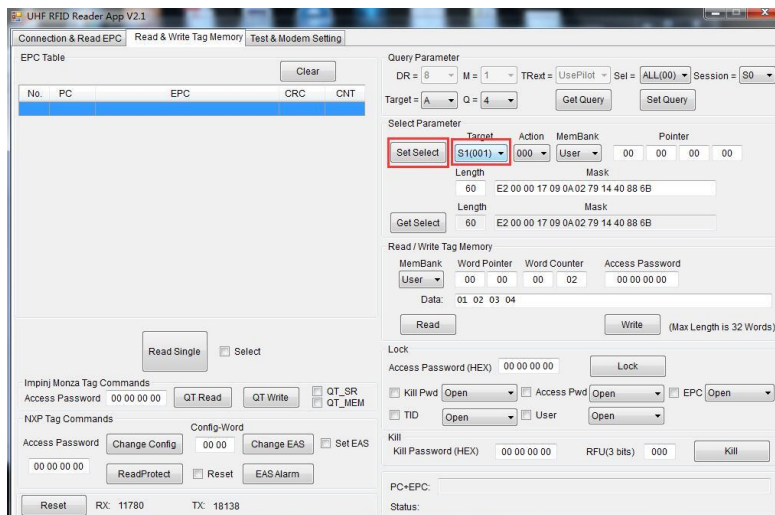 UHF RFID Reader App V2.1
Connection & Read EPC Read & Write Tag Memory Test & Modem Setting
EPC Table
Clear
No. PC EPC CRC CNT
Read Single Select
Impinj Monza Tag Commands
Access Password 00 00 00 00 QT Read QT Write QT_SR
QT_MEM
NXP Tag Commands
Config-Word
Access Password Change Config 00 00 Change EAS Set EAS
00 00 00 00 ReadProtect Reset EAS Alarm
Reset RX: 11780 TX: 18138
Query Parameter
DR = 8 M = 1 TRext = UsePilot Sel = ALL(00) Session = S0
Target = A Q = 4 Get Query Set Query
Select Parameter
Target Action MemBank Pointer
Set Select S1(001) 000 User 00 00 00 00
Length Mask
60 E2 00 00 17 09 0A 02 79 14 40 88 6B
Length Mask
Get Select 60 E2 00 00 17 09 0A 02 79 14 40 88 6B
Read / Write Tag Memory
MemBank Word Pointer Word Counter Access Password
User 00 00 00 02 00 00 00 00
Data: 01 02 03 04
Read Write (Max Length is 32 Words)
Lock
Access Password (HEX) 00 00 00 00 Lock
Kill Pwd Open Access Pwd Open EPC Open
TID Open User Open
Kill
Kill Password (HEX) 00 00 00 00 RFU(3 bits) 000 Kill
PC+EPC:
Status: